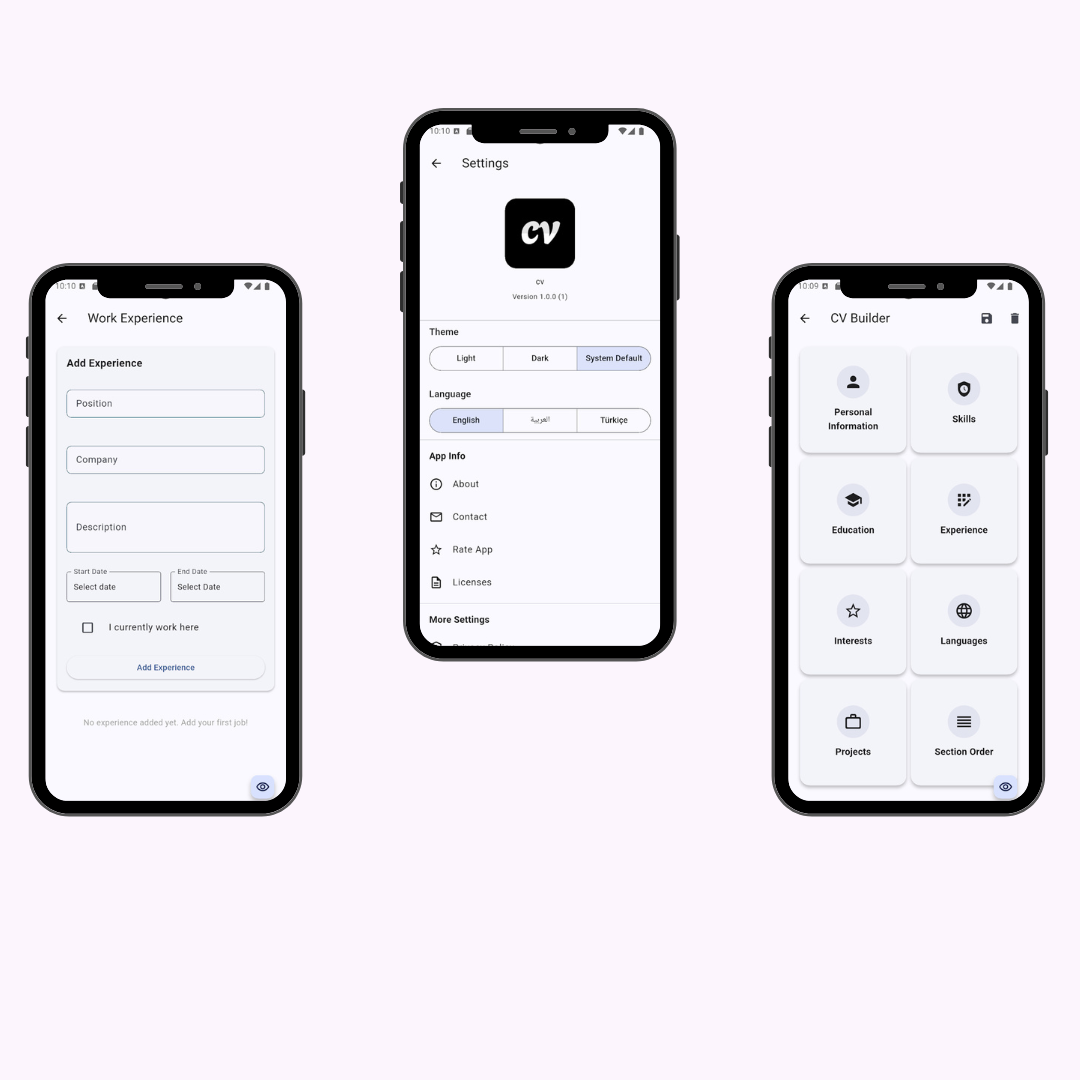 10:10
Work Experience
Add Experience
Position
Company
Description
Start Date
End Date
Select date
Select Date
I currently work here
Add Experience
No experience added yet. Add your first job!
10:10
Settings
cv
cv
Version 1.0.0 (1)
Theme
Light
Dark
System Default
Language
English
العربية
Türkçe
App Info
About
Contact
Rate App
Licenses
More Settings
10:09
CV Builder
Personal
Information
Skills
Education
Experience
Interests
Languages
Projects
Section Order